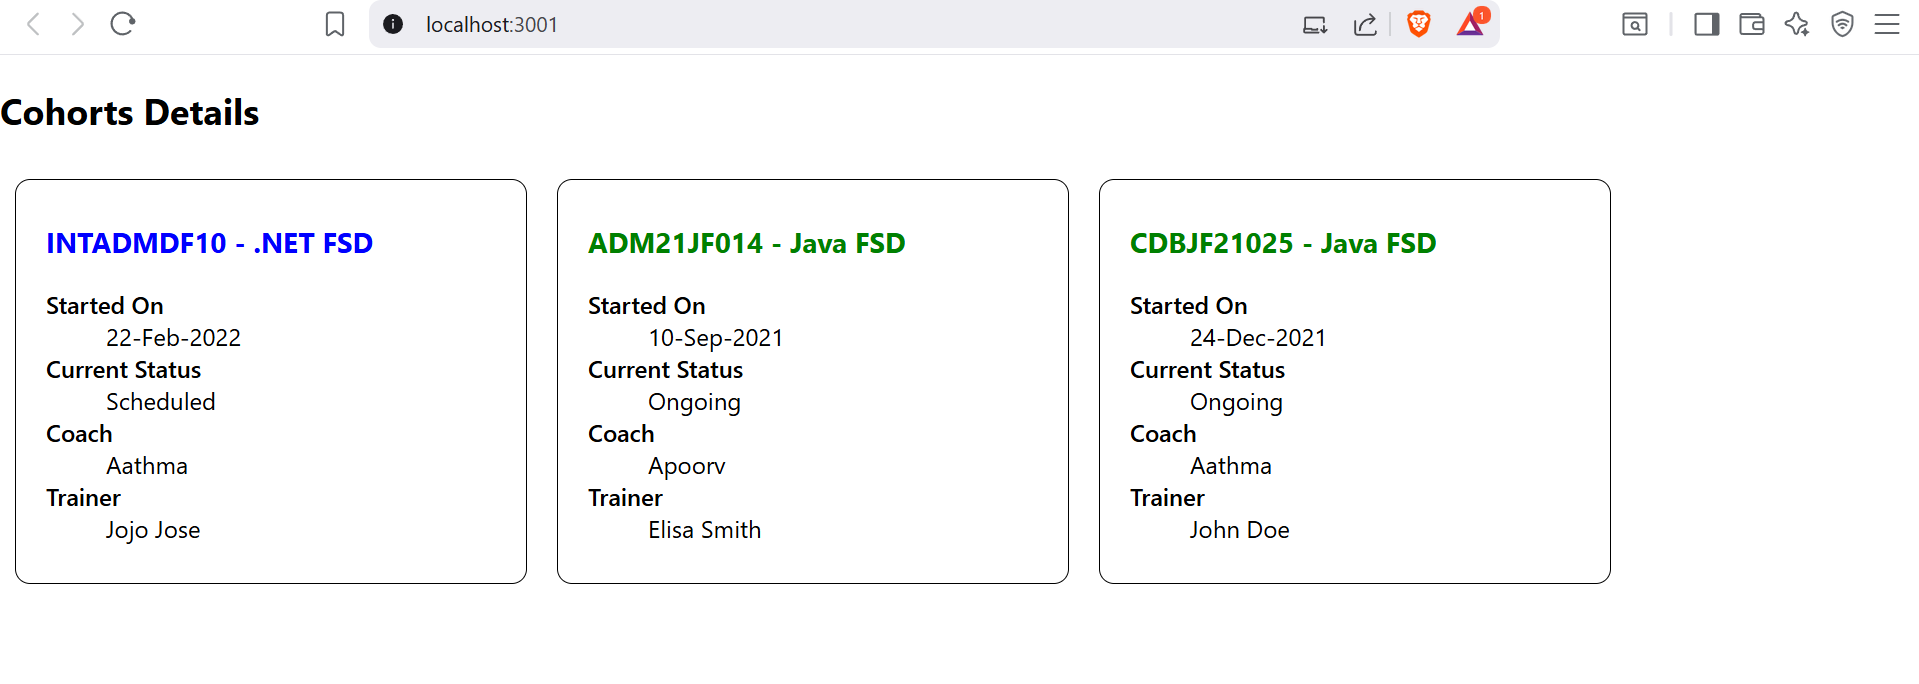 localhost:3001
1
Cohorts Details
INTADMDF10 - .NET FSD
Started On
22-Feb-2022
Current Status
Scheduled
Coach
Aathma
Trainer
Jojo Jose
ADM21JF014 - Java FSD
Started On
10-Sep-2021
Current Status
Ongoing
Coach
Apoorv
Trainer
Elisa Smith
CDBJF21025 - Java FSD
Started On
24-Dec-2021
Current Status
Ongoing
Coach
Aathma
Trainer
John Doe